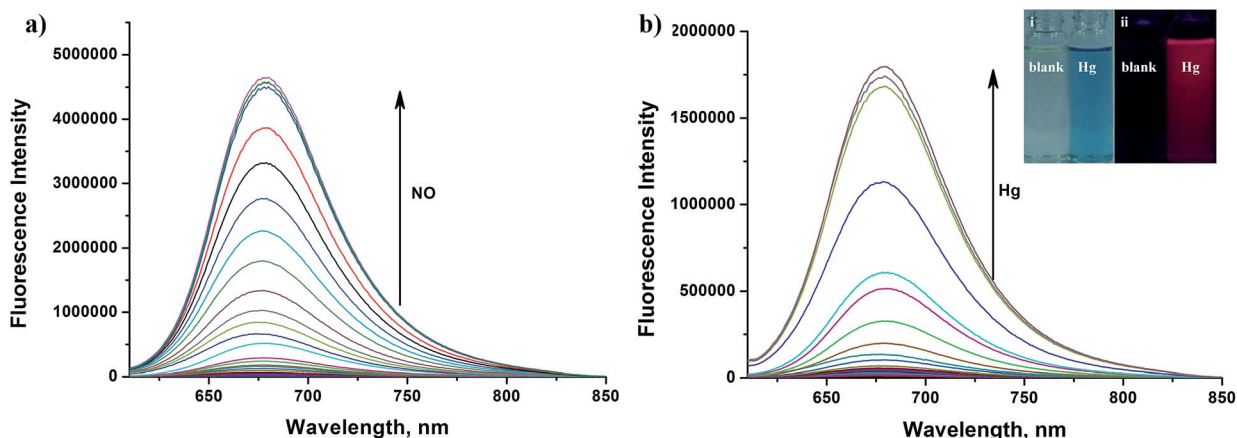 a)
Fluorescence Intensity
5000000
4000000
3000000
2000000
1000000
0
NO
650 700 750 800 850
Wavelength, nm
b)
Fluorescence Intensity
2000000
1500000
1000000
500000
0
Hg
650 700 750 800 850
Wavelength, nm
i ii
blank Hg blank Hg